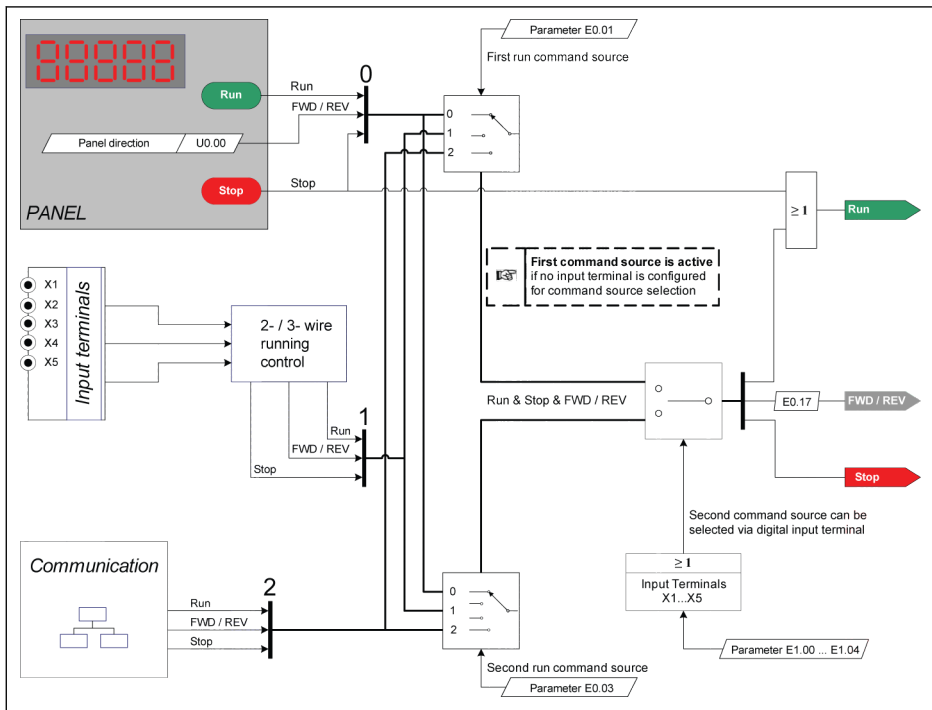 Parameter E0.01
First run command source
88888
Run
Run
FWD / REV
0
Panel direction U0.00
Stop
Stop
PANEL
0
1
2
≥ 1
Run
First command source is active
if no input terminal is configured
for command source selection
X1
X2
X3
X4
X5
Input terminals
2- / 3- wire
running
control
Run
FWD / REV
Stop
1
Run & Stop & FWD / REV
E0.17
FWD / REV
Stop
Second command source can be
selected via digital input terminal
≥ 1
Input Terminals
X1...X5
Parameter E1.00 ... E1.04
Communication
Run
FWD / REV
Stop
2
0
1
2
Second run command source
Parameter E0.03